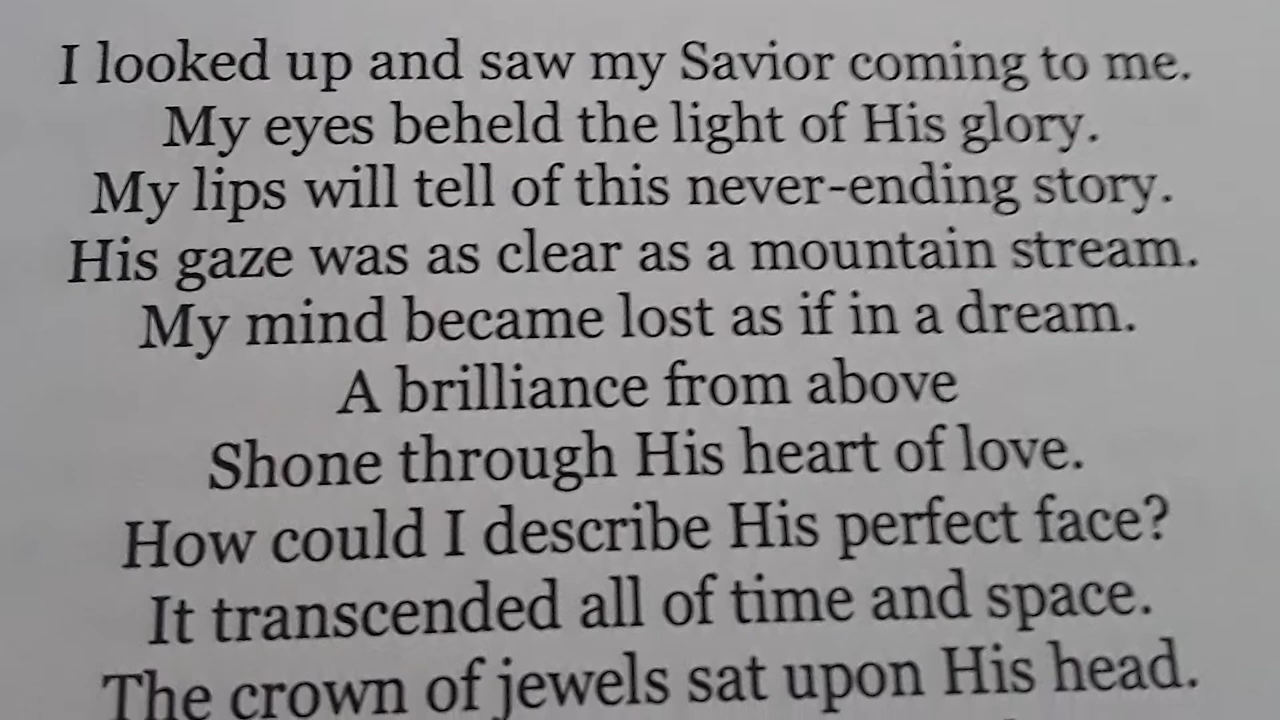 I looked up and saw my Savior coming to me.
My eyes beheld the light of His glory.
My lips will tell of this never-ending story.
His gaze was as clear as a mountain stream.
My mind became lost as if in a dream.
A brilliance from above
Shone through His heart of love.
How could I describe His perfect face?
It transcended all of time and space.
The crown of jewels sat upon His head.